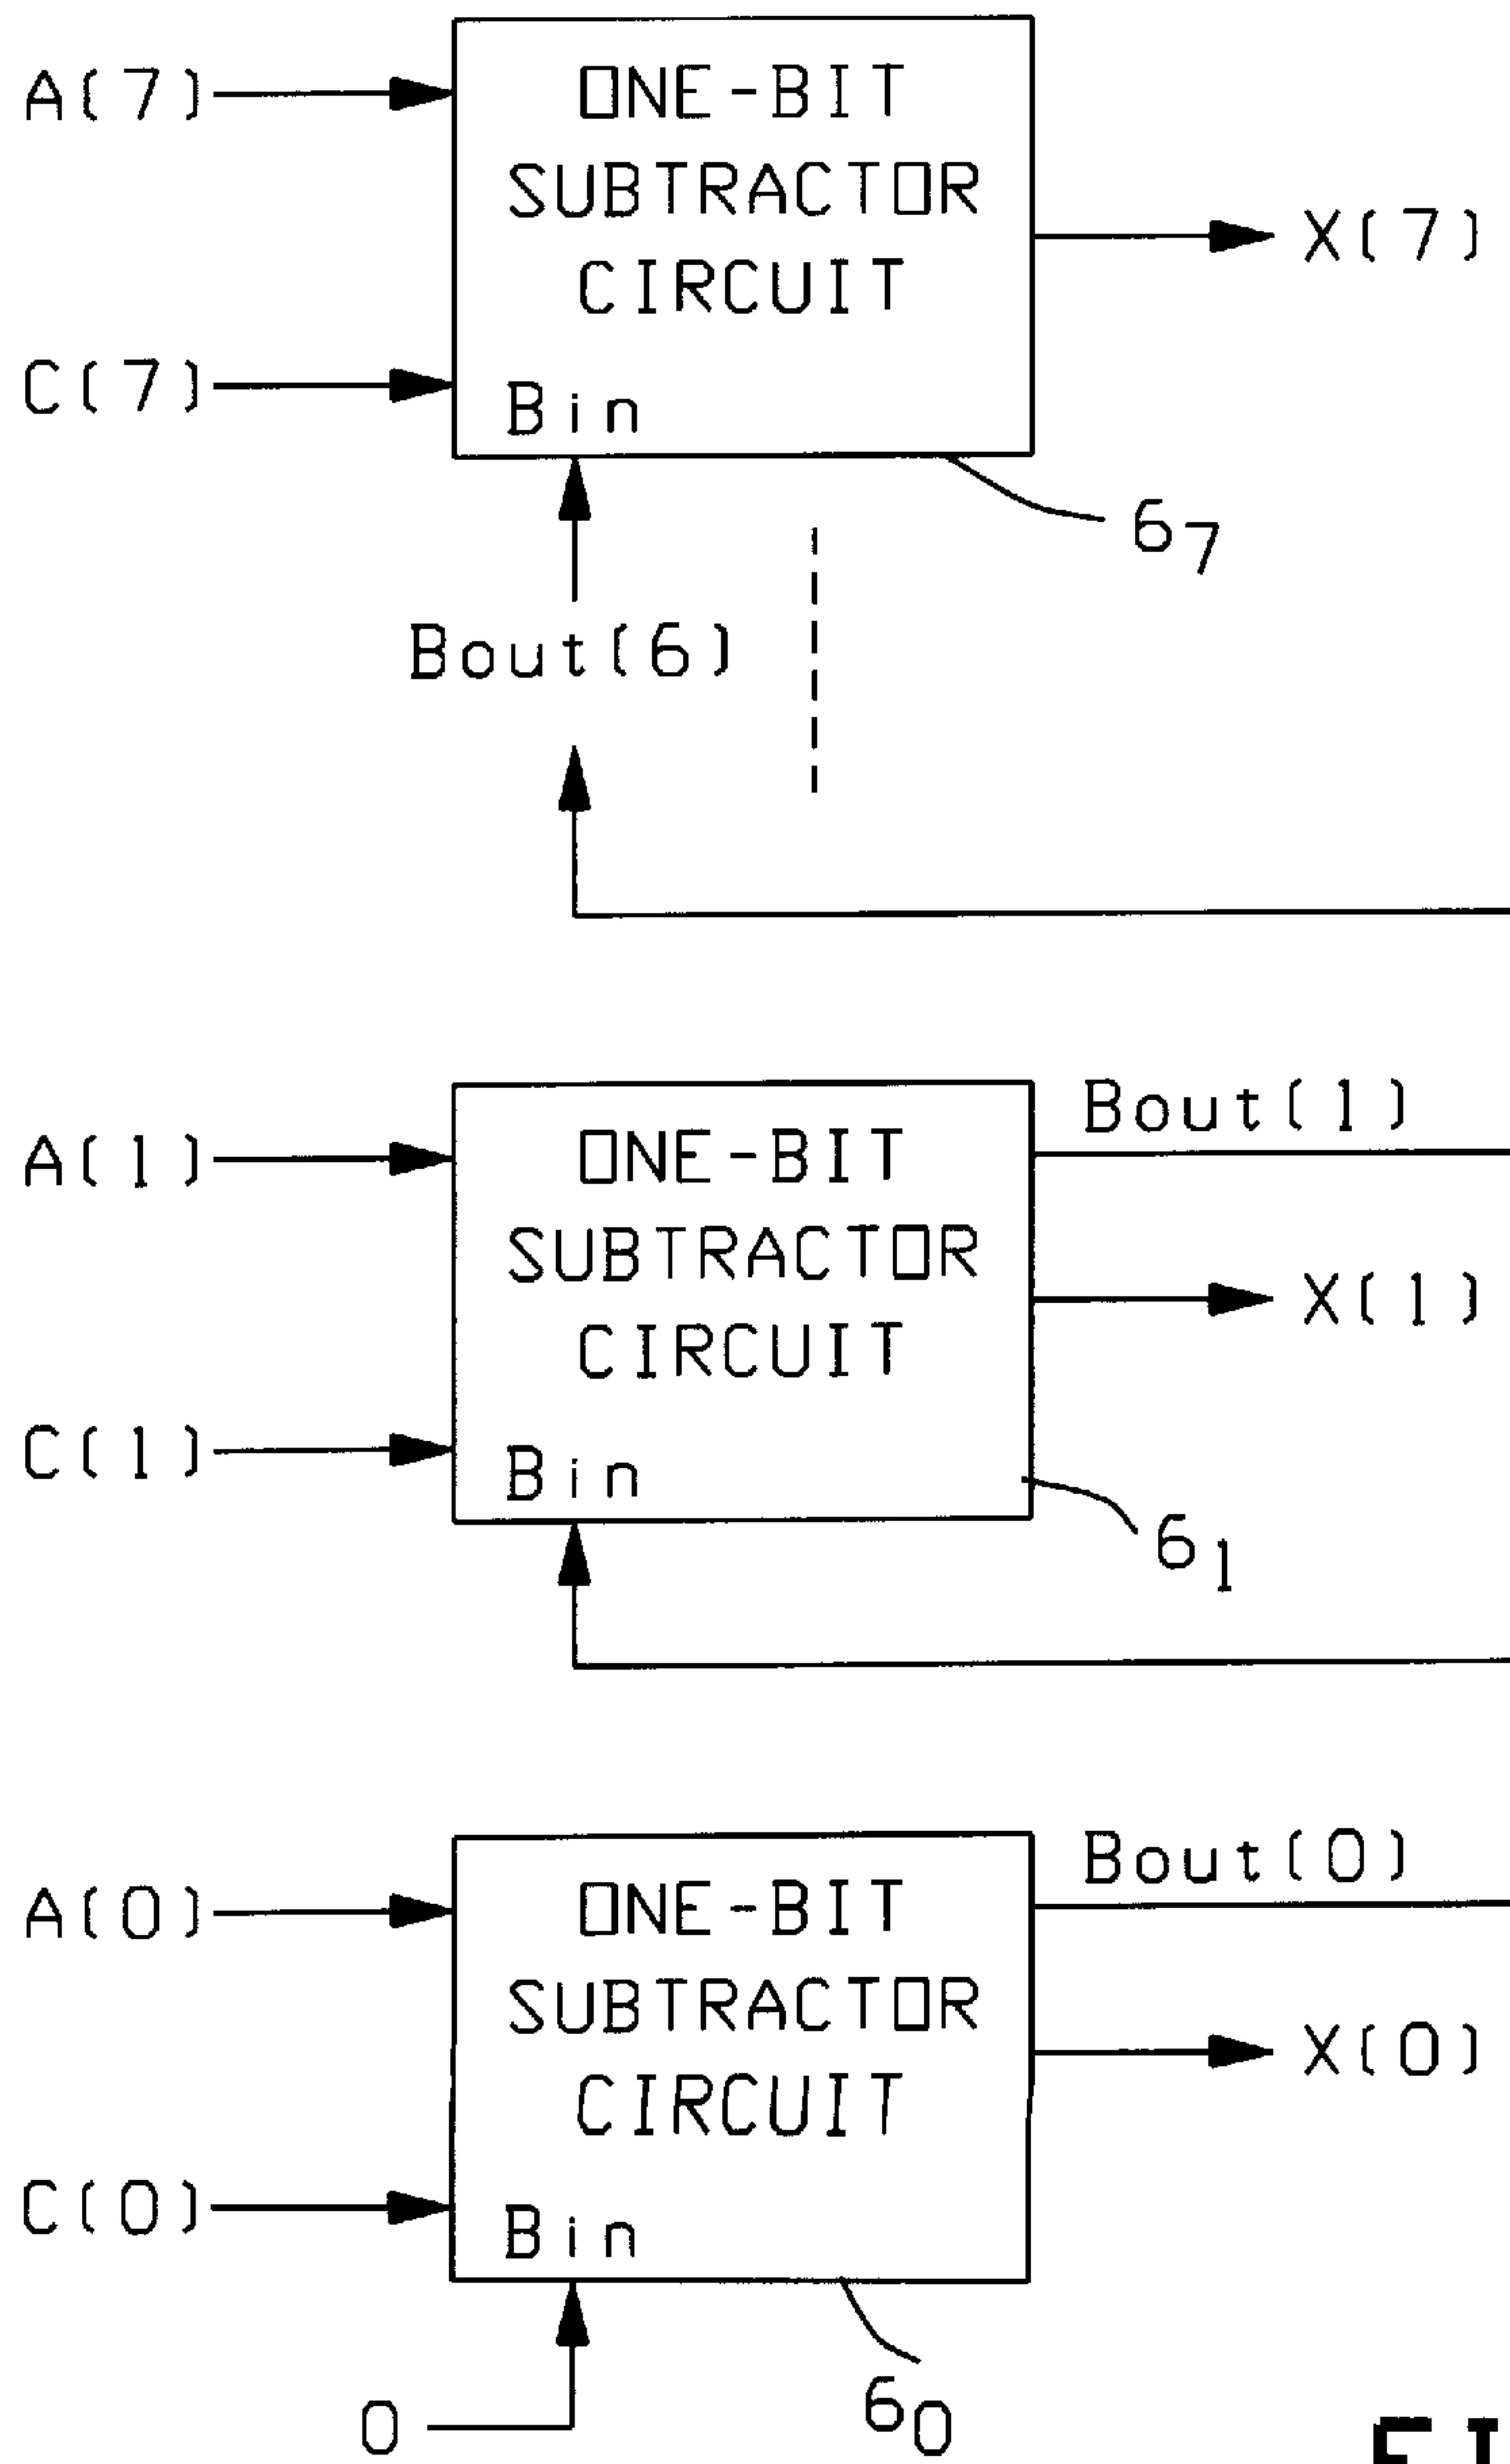 A(7)
ONE-BIT
SUBTRACTOR
CIRCUIT
X(7)
C(7)
Bin
6₇
Bout(6)
Bout(1)
A(1)
ONE-BIT
SUBTRACTOR
CIRCUIT
X(1)
C(1)
Bin
6₁
Bout(0)
A(0)
ONE-BIT
SUBTRACTOR
CIRCUIT
X(0)
C(0)
Bin
0
6₀